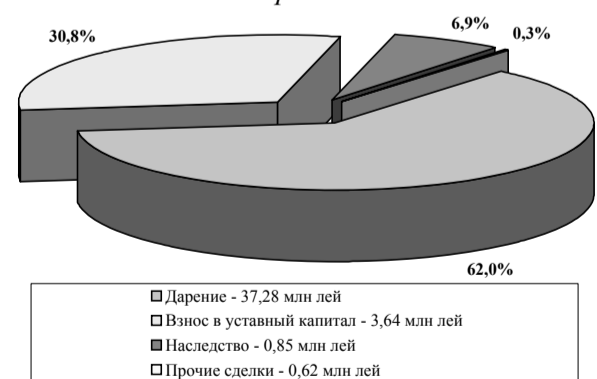 30,8%
6,9%
0,3%
62,0%
Дарение - 37,28 млн лей
Взнос в уставный капитал - 3,64 млн лей
Наследство - 0,85 млн лей
Прочие сделки - 0,62 млн лей